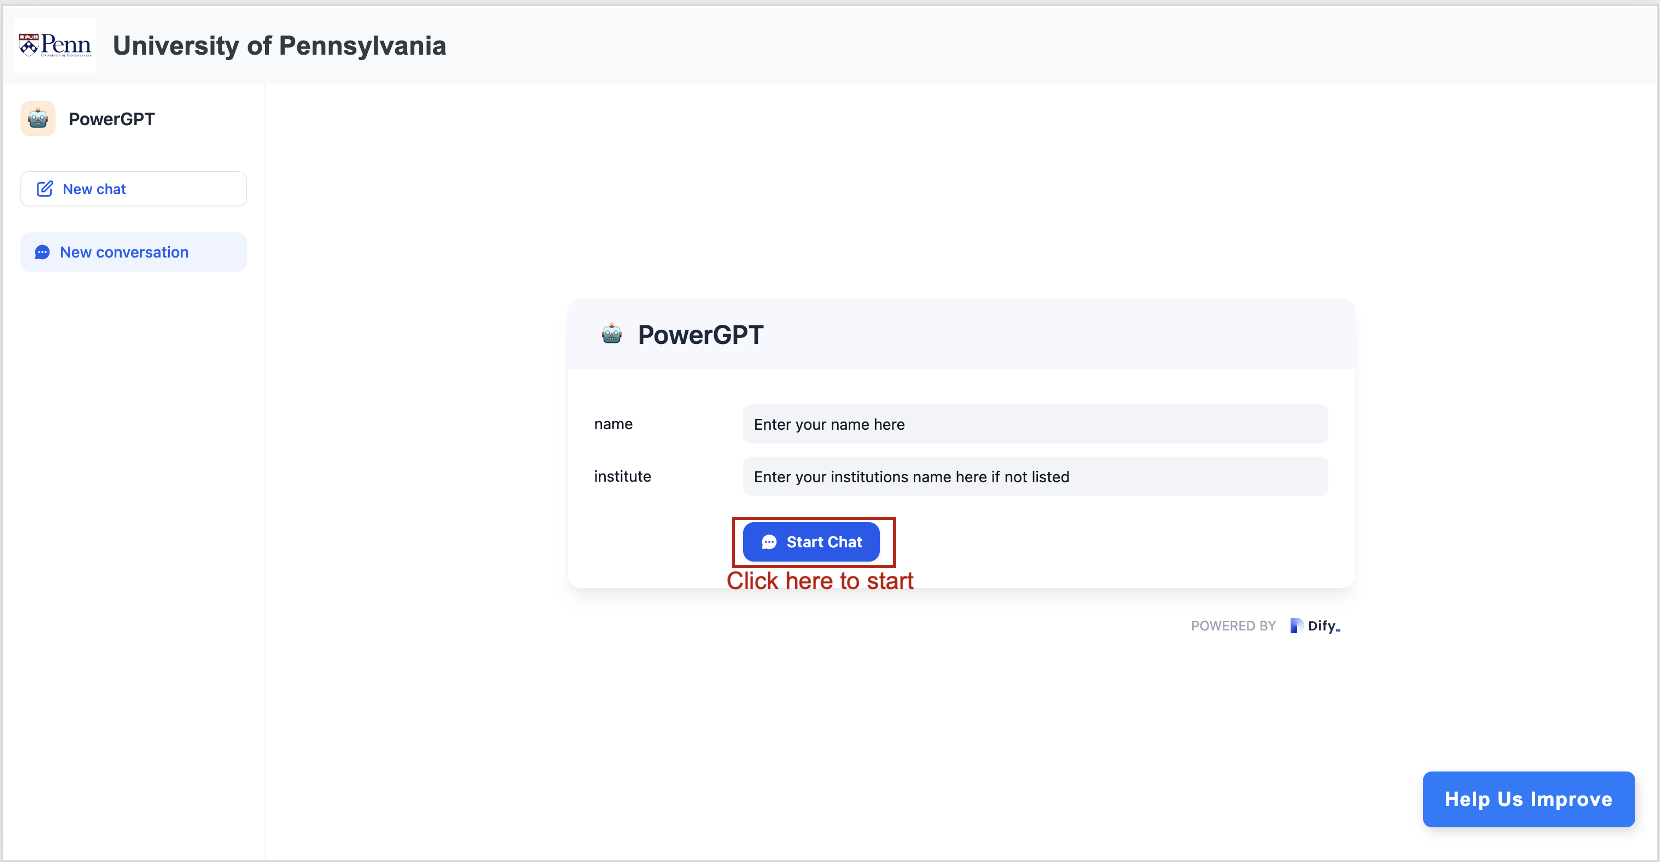 Penn
University of Pennsylvania
PowerGPT
New chat
New conversation
PowerGPT
name
Enter your name here
institute
Enter your institutions name here if not listed
Start Chat
Click here to start
POWERED BY Dify_
Help Us Improve